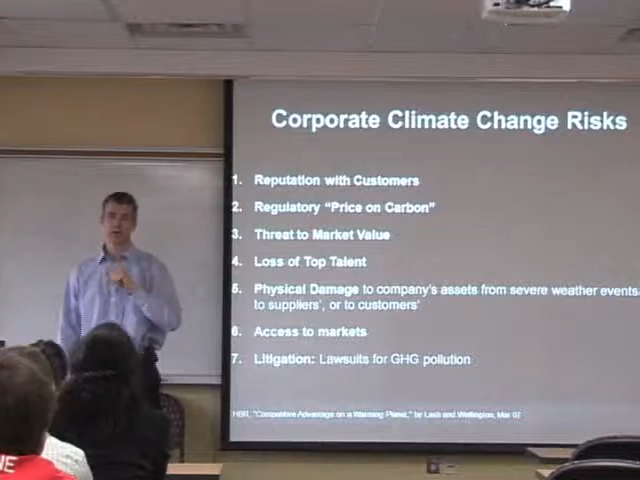 Corporate Climate Change Risks
1. Reputation with Customers
2. Regulatory "Price on Carbon"
3. Threat to Market Value
4. Loss of Top Talent
5. Physical Damage to company's assets from severe weather events
to suppliers', or to customers'
6. Access to markets
7. Litigation: Lawsuits for GHG pollution
HBR, "Competitive Advantage on a Warming Planet," by Lash and Wellington, Mar 07
NE